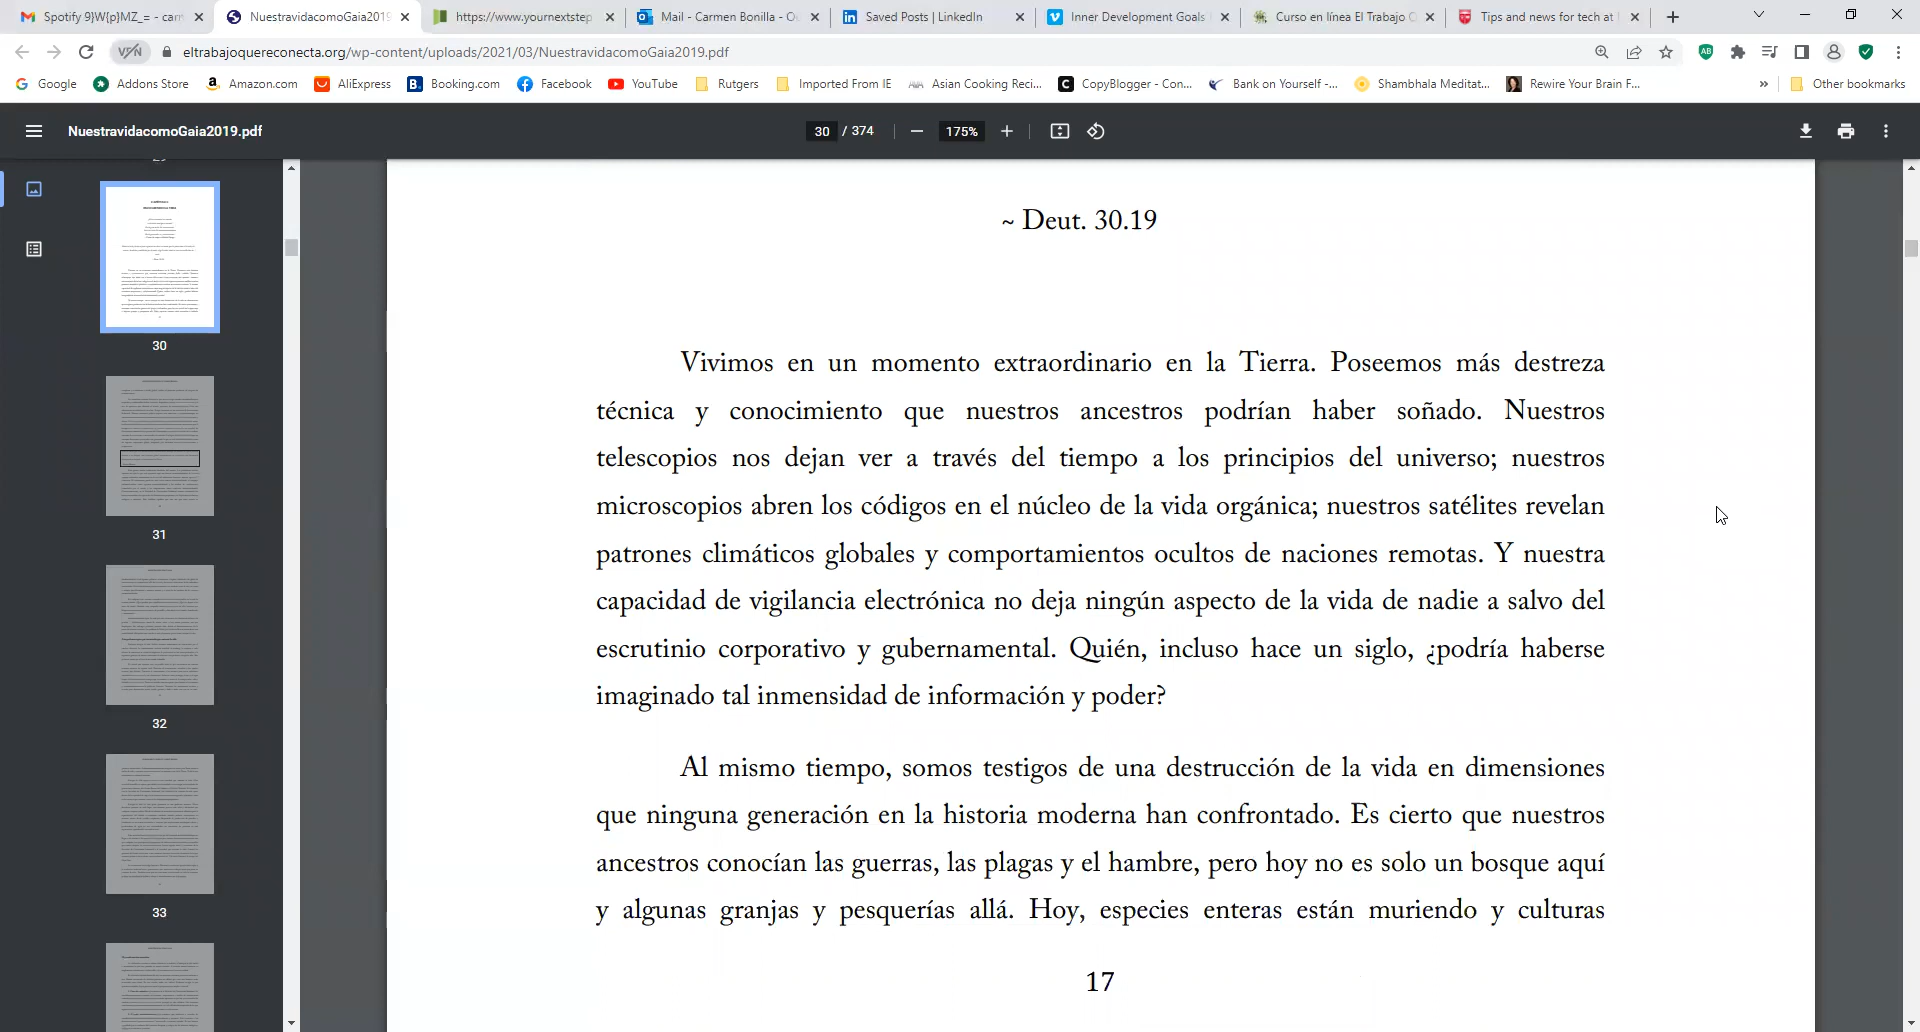 Spotify 9}W{p}MZ_= - carr
NuestravidacomoGaia2019
https://www.yournextstep
Mail - Carmen Bonilla - O
Saved Posts | LinkedIn
Inner Development Goals
Curso en línea El Trabajo
Tips and news for tech at
VPN
eltrabajoquereconecta.org/wp-content/uploads/2021/03/NuestravidacomoGaia2019.pdf
Google
Addons Store
Amazon.com
AliExpress
Booking.com
Facebook
YouTube
Rutgers
Imported From IE
Asian Cooking Reci...
CopyBlogger - Con...
Bank on Yourself -...
Shambhala Meditat...
Rewire Your Brain F...
»
Other bookmarks
NuestravidacomoGaia2019.pdf
30 / 374
175%
30
31
32
33
~ Deut. 30.19
Vivimos en un momento extraordinario en la Tierra. Poseemos más destreza
técnica y conocimiento que nuestros ancestros podrían haber soñado. Nuestros
telescopios nos dejan ver a través del tiempo a los principios del universo; nuestros
microscopios abren los códigos en el núcleo de la vida orgánica; nuestros satélites revelan
patrones climáticos globales y comportamientos ocultos de naciones remotas. Y nuestra
capacidad de vigilancia electrónica no deja ningún aspecto de la vida de nadie a salvo del
escrutinio corporativo y gubernamental. Quién, incluso hace un siglo, ¿podría haberse
imaginado tal inmensidad de información y poder?
Al mismo tiempo, somos testigos de una destrucción de la vida en dimensiones
que ninguna generación en la historia moderna han confrontado. Es cierto que nuestros
ancestros conocían las guerras, las plagas y el hambre, pero hoy no es solo un bosque aquí
y algunas granjas y pesquerías allá. Hoy, especies enteras están muriendo y culturas
17